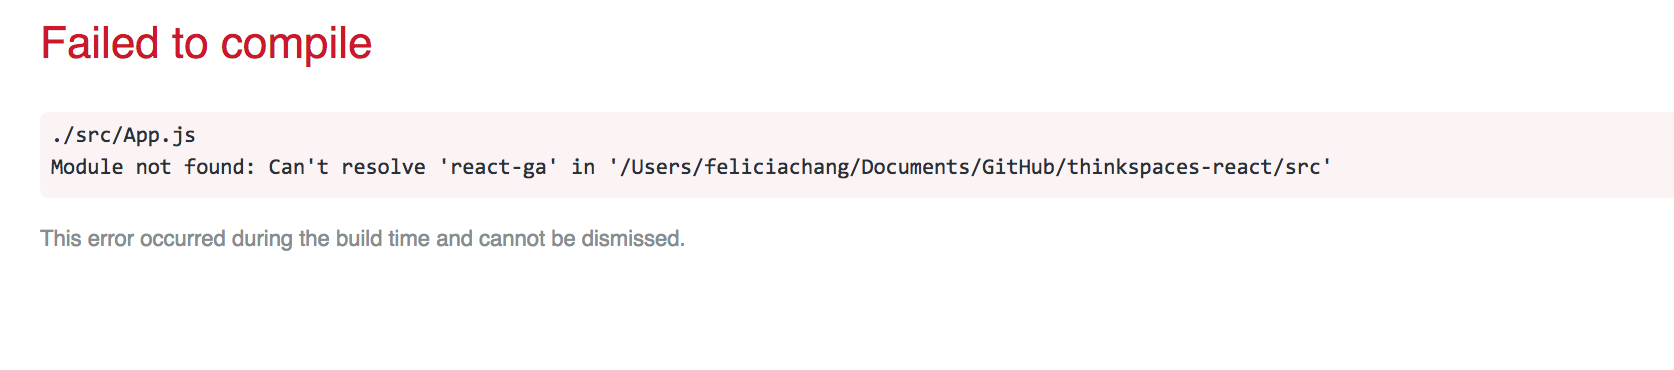 Failed to compile
./src/App.js
Module not found: Can't resolve 'react-ga' in '/Users/feliciachang/Documents/GitHub/thinkspaces-react/src'
This error occurred during the build time and cannot be dismissed.